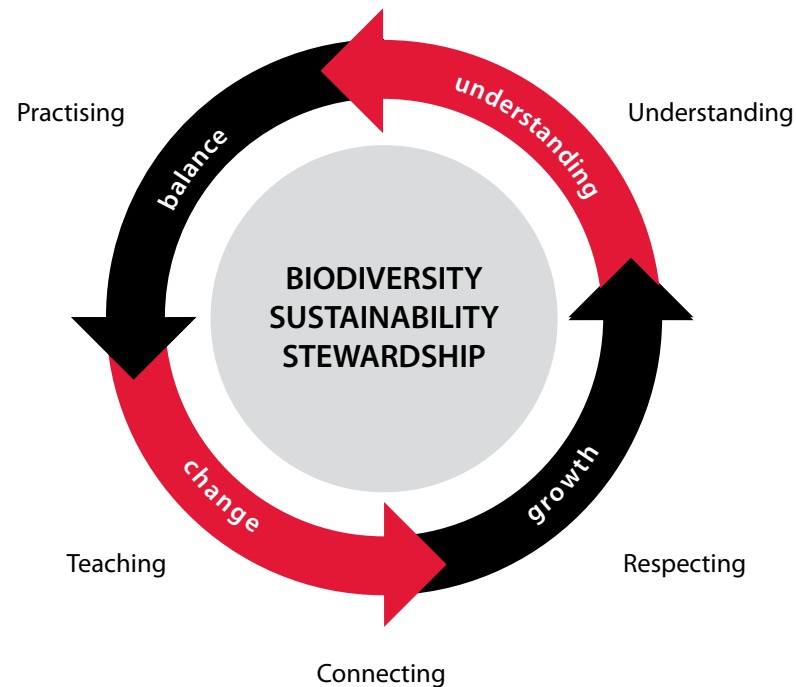 understanding
Practising
Understanding
balance
BIODIVERSITY
SUSTAINABILITY
STEWARDSHIP
change
growth
Teaching
Respecting
Connecting